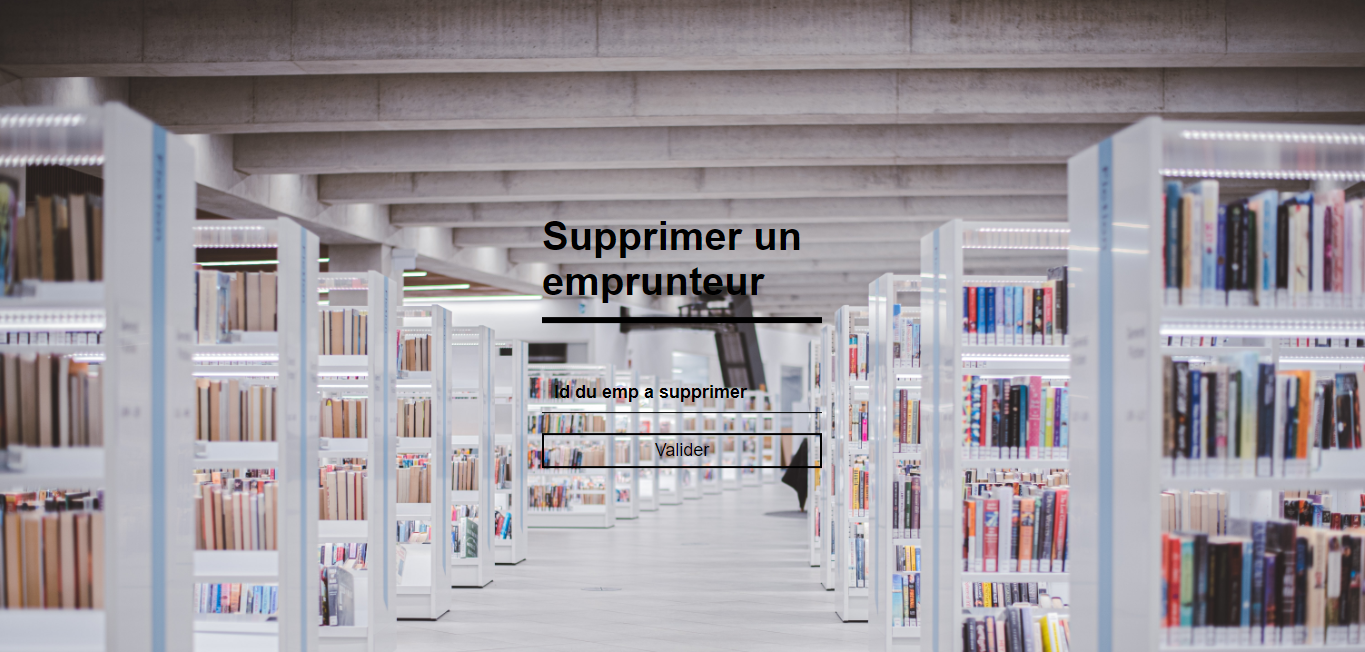 Supprimer un
emprunteur
Id du emp a supprimer
Valider